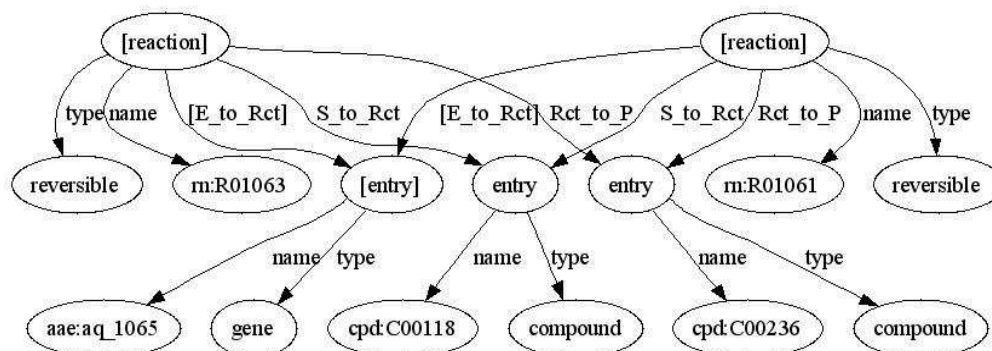 [reaction] [reaction]
type name [E_to_Rct] S_to_Rct [E_to_Rct] Rct_to_P S_to_Rct Rct_to_P name type
reversible rn:R01063 [entry] entry entry rn:R01061 reversible
name type name type name type
aae:aq_1065 gene cpd:C00118 compound cpd:C00236 compound